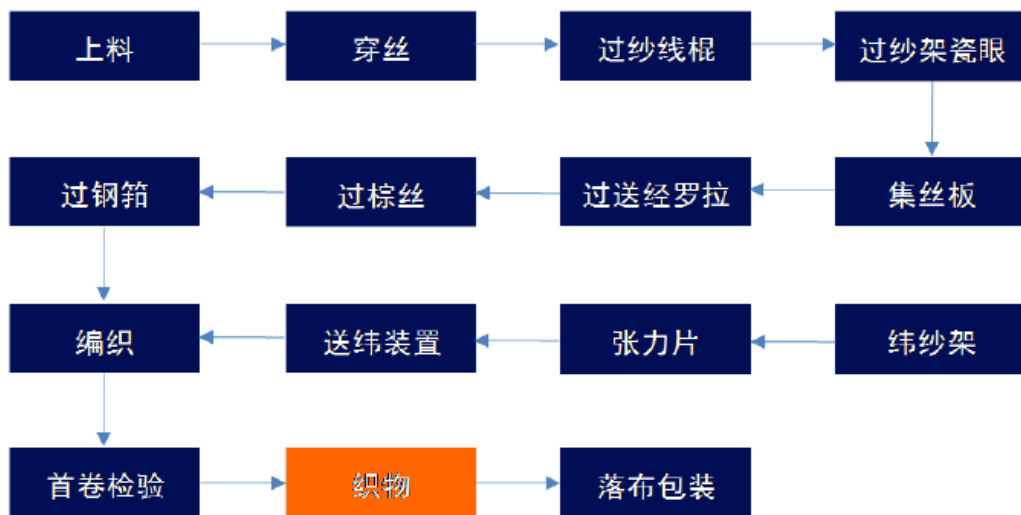 上料
穿丝
过纱线棍
过纱架瓷眼
过钢筘
过棕丝
过送经罗拉
集丝板
编织
送纬装置
张力片
纬纱架
首卷检验
织物
落布包装